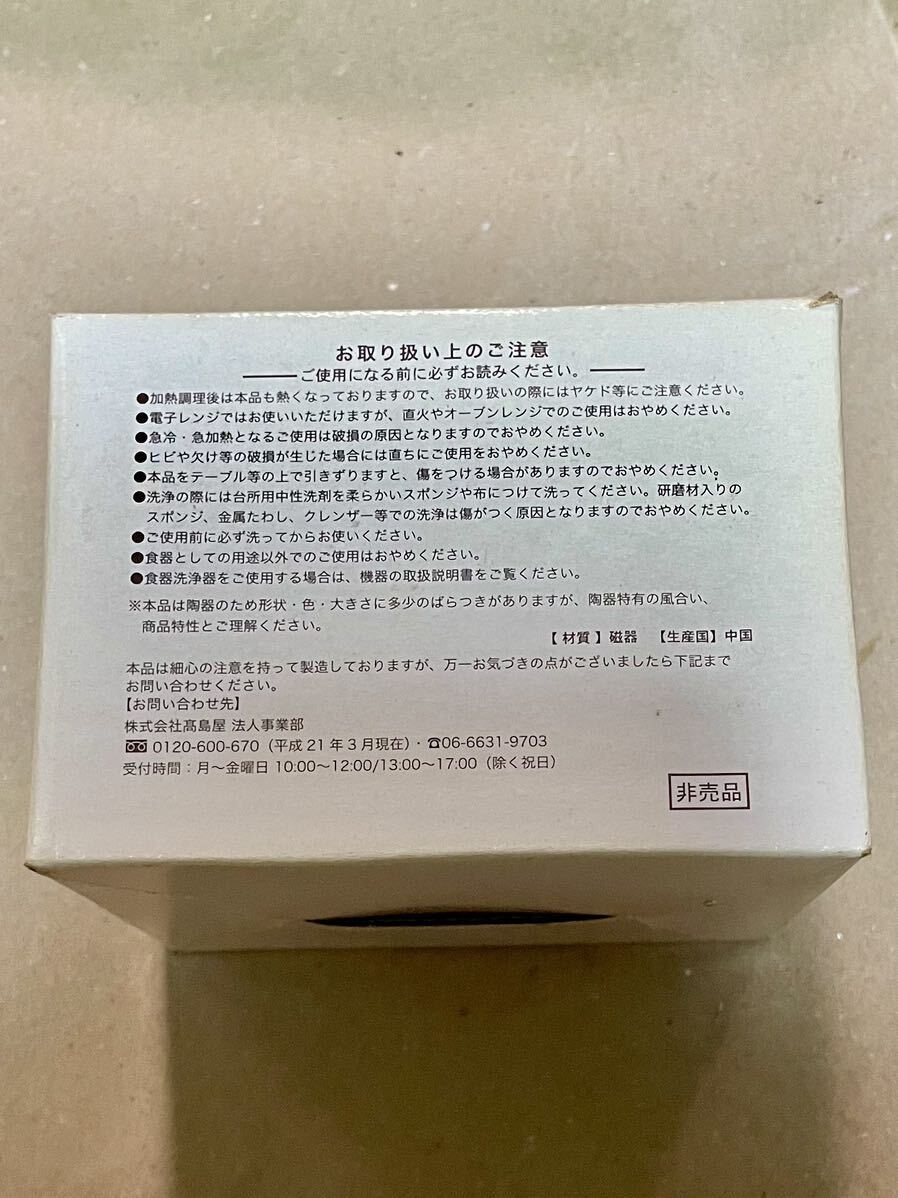 お取り扱い上のご注意
ご使用になる前に必ずお読みください。
●加熱調理後は本品も熱くなっておりますので、お取り扱いの際にはヤケド等にご注意ください。
●電子レンジではお使いいただけますが、直火やオーブンレンジでのご使用はおやめください。
●急冷・急加熱となるご使用は破損の原因となりますのでおやめください。
●ヒビや欠け等の破損が生じた場合には直ちにご使用をおやめください。
●本品をテーブル等の上で引きずりますと、傷をつける場合がありますのでおやめください。
●洗浄の際には台所用中性洗剤を柔らかいスポンジや布につけて洗ってください。研磨材入りの
スポンジ、金属たわし、クレンザー等での洗浄は傷がつく原因となりますのでおやめください。
●ご使用前に必ず洗ってからお使いください。
●食器としての用途以外でのご使用はおやめください。
●食器洗浄器をご使用する場合は、機器の取扱説明書をご覧ください。
※本品は陶器のため形状・色・大きさに多少のばらつきがありますが、陶器特有の風合い、
商品特性とご理解ください。
【材質】磁器 【生産国】中国
本品は細心の注意を持って製造しておりますが、万一お気づきの点がございましたら下記まで
お問い合わせください。
【お問い合わせ先】
株式会社髙島屋 法人事業部
0120-600-670（平成21年3月現在）・☎06-6631-9703
受付時間：月～金曜日 10:00～12:00/13:00～17:00（除く祝日）
非売品